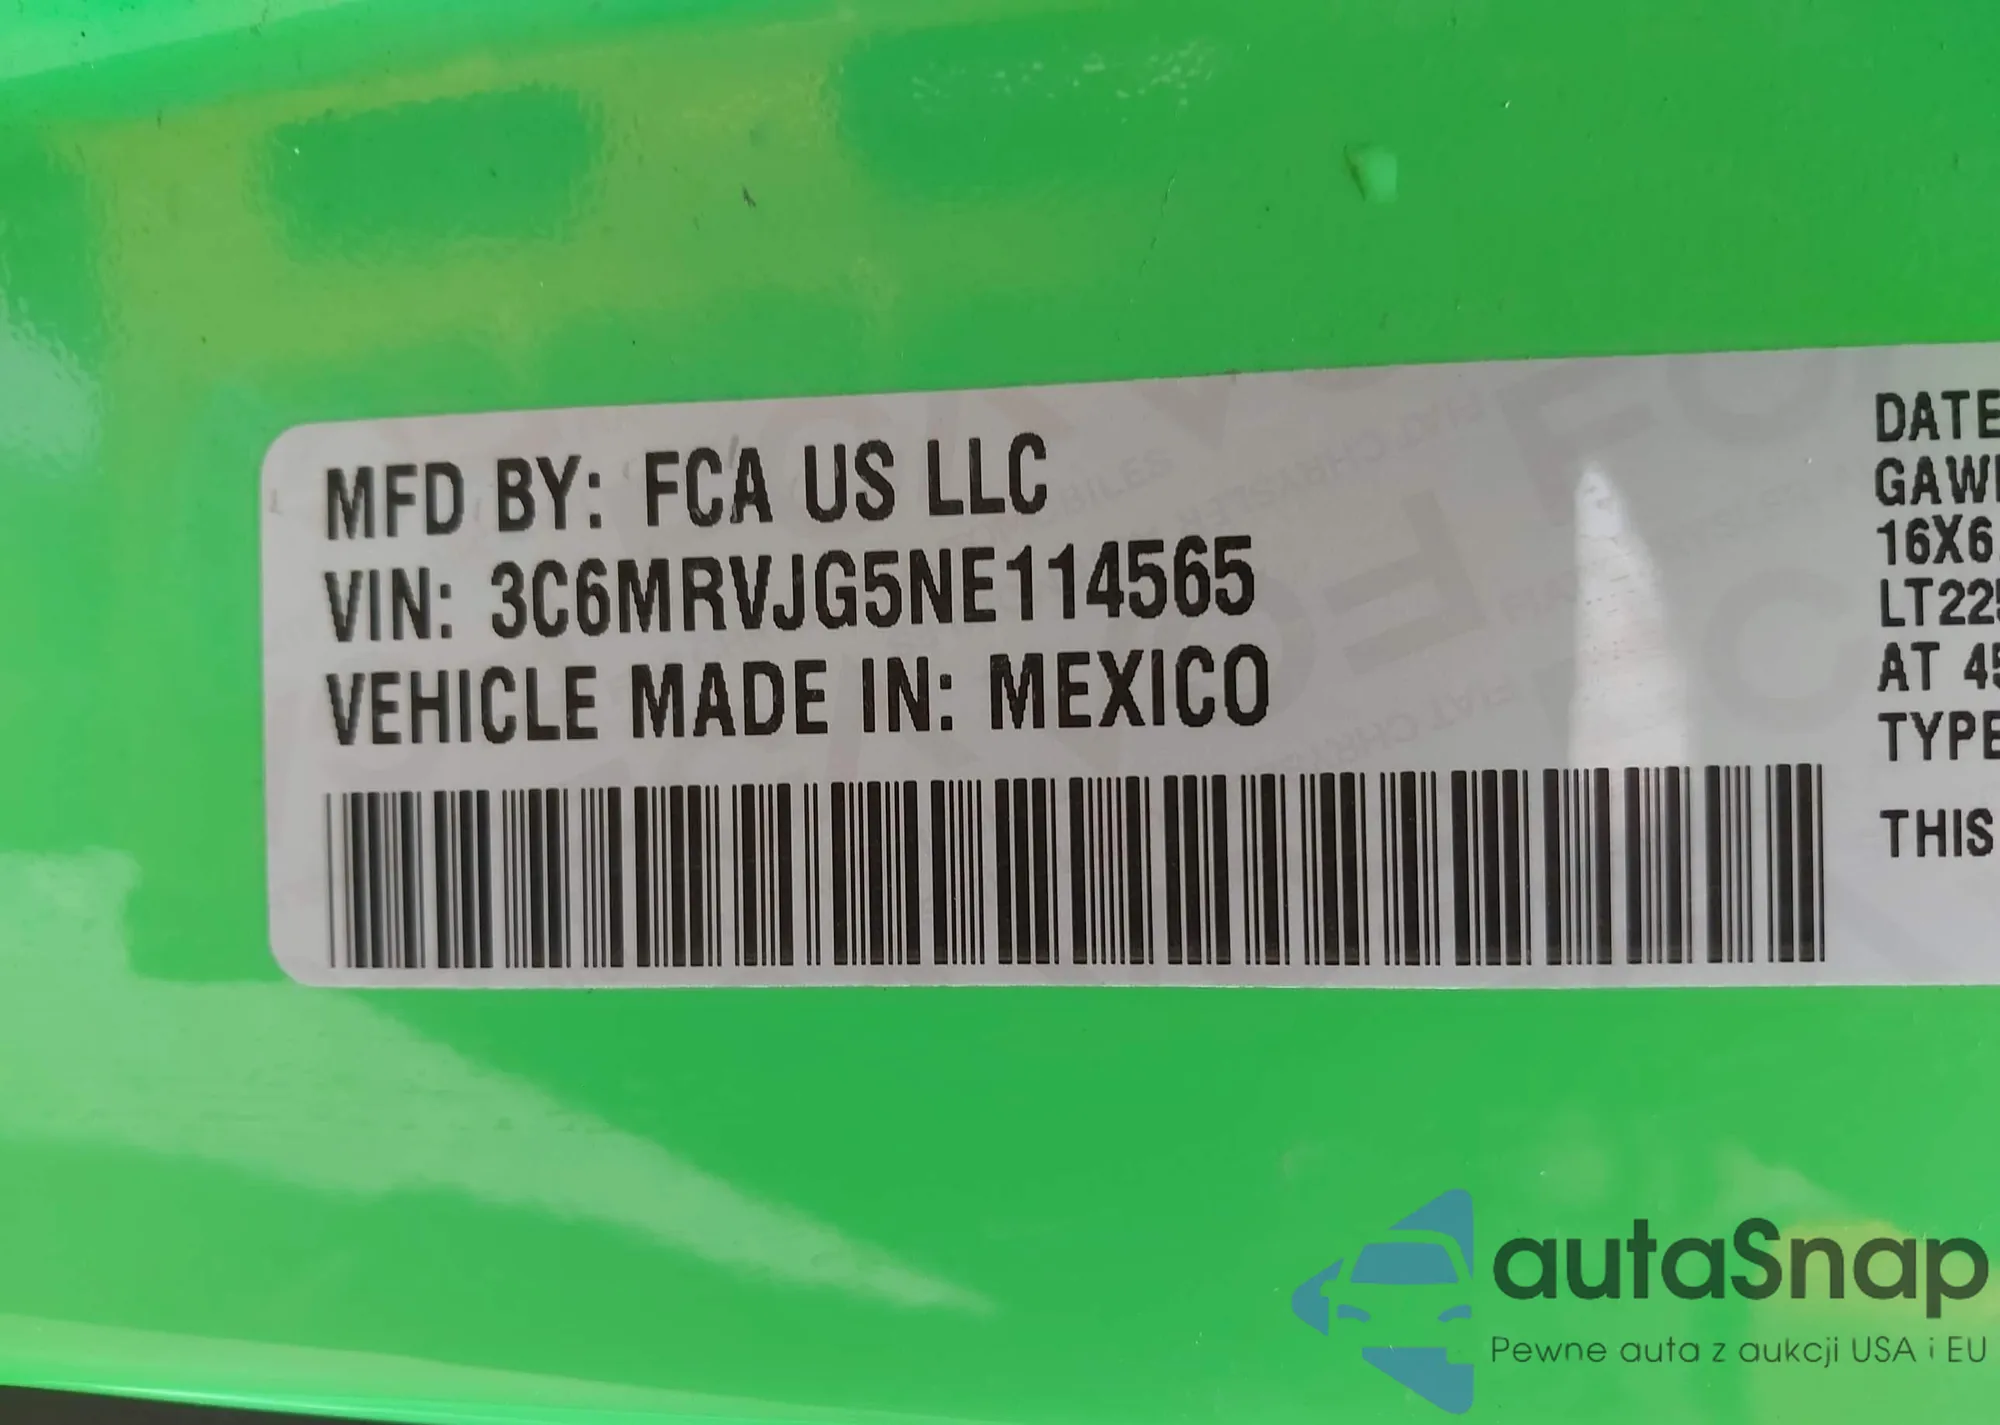 MFD BY: FCA US LLC
VIN: 3C6MRVJG5NE114565
VEHICLE MADE IN: MEXICO
DATE
GAW
16X6.
LT225
AT 45
TYPE
THIS
autaSnap
Pewne auta z aukcji USA i EU